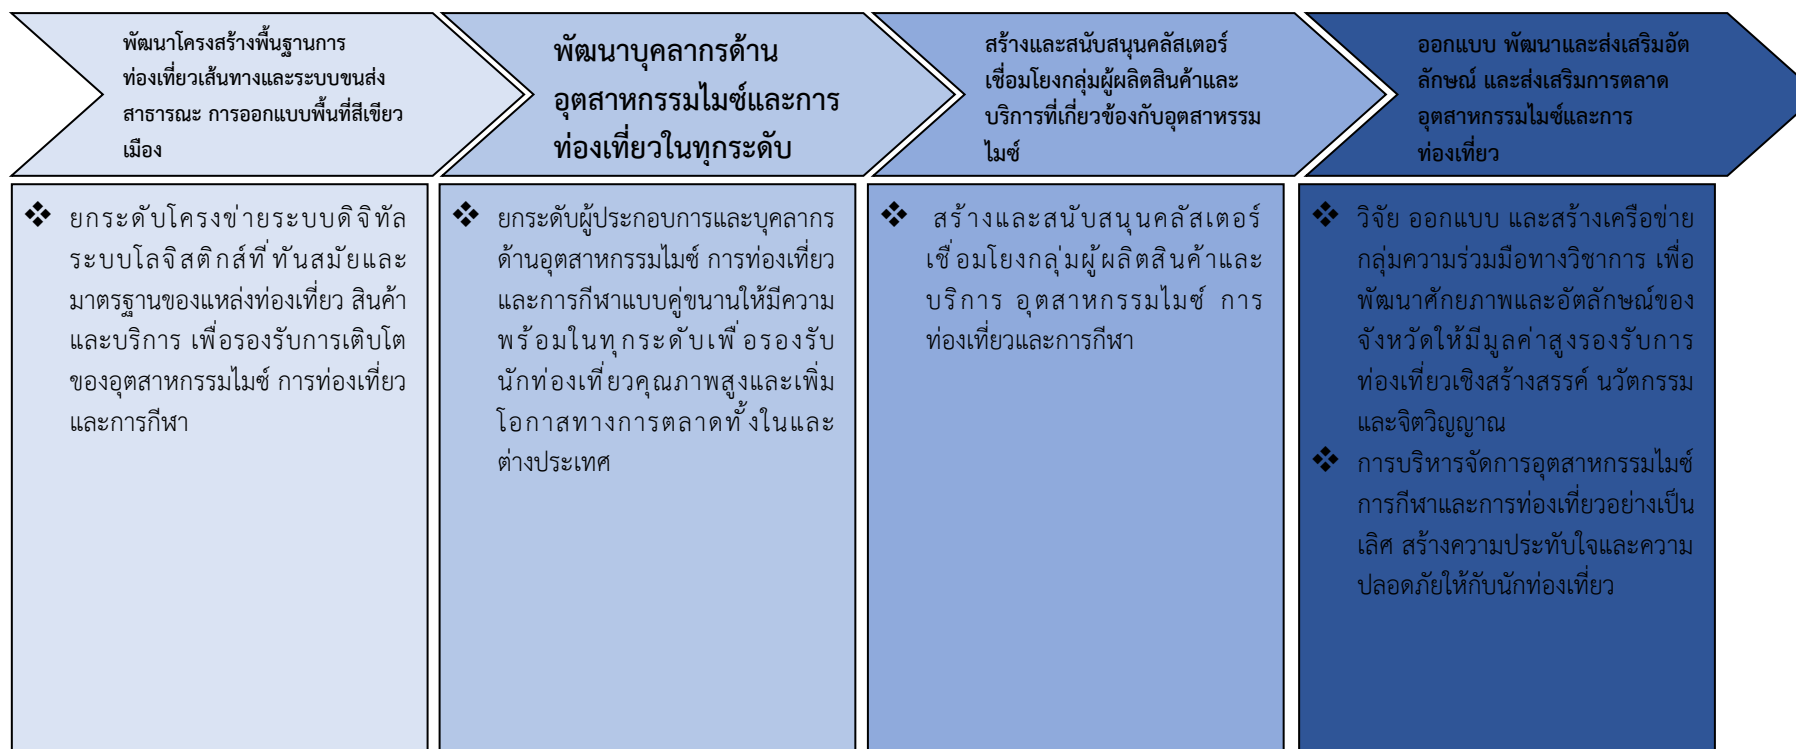 พัฒนาโครงสร้างพื้นฐานการ
ท่องเที่ยวเส้นทางและระบบขนส่ง
สาธารณะ การออกแบบพื้นที่สีเขียว
เมือง
พัฒนาบุคลากรด้าน
อุตสาหกรรมไมซ์และการ
ท่องเที่ยวในทุกระดับ
สร้างและสนับสนุนคลัสเตอร์
เชื่อมโยงกลุ่มผู้ผลิตสินค้าและ
บริการที่เกี่ยวข้องกับอุตสาหรรม
ไมซ์
ออกแบบ พัฒนาและส่งเสริมอัต
ลักษณ์ และส่งเสริมการตลาด
อุตสาหกรรมไมซ์และการ
ท่องเที่ยว
❖ ยกระดับโครงข่ายระบบดิจิทัล
ระบบโลจิสติกส์ที่ทันสมัยและ
มาตรฐานของแหล่งท่องเที่ยว สินค้า
และบริการ เพื่อรองรับการเติบโต
ของอุตสาหกรรมไมซ์ การท่องเที่ยว
และการกีฬา
❖ ยกระดับผู้ประกอบการและบุคลากร
ด้านอุตสาหกรรมไมซ์ การท่องเที่ยว
และการกีฬาแบบคู่ขนานให้มีความ
พร้อมในทุกระดับเพื่อรองรับ
นักท่องเที่ยวคุณภาพสูงและเพิ่ม
โอกาสทางการตลาดทั้งในและ
ต่างประเทศ
❖ สร้างและสนับสนุนคลัสเตอร์
เชื่อมโยงกลุ่มผู้ผลิตสินค้าและ
บริการ อุตสาหกรรมไมซ์ การ
ท่องเที่ยวและการกีฬา
❖ วิจัย ออกแบบ และสร้างเครือข่าย
กลุ่มความร่วมมือทางวิชาการ เพื่อ
พัฒนาศักยภาพและอัตลักษณ์ของ
จังหวัดให้มีมูลค่าสูงรองรับการ
ท่องเที่ยวเชิงสร้างสรรค์ นวัตกรรม
และจิตวิญญาณ
❖ การบริหารจัดการอุตสาหกรรมไมซ์
การกีฬาและการท่องเที่ยวอย่างเป็น
เลิศ สร้างความประทับใจและความ
ปลอดภัยให้กับนักท่องเที่ยว